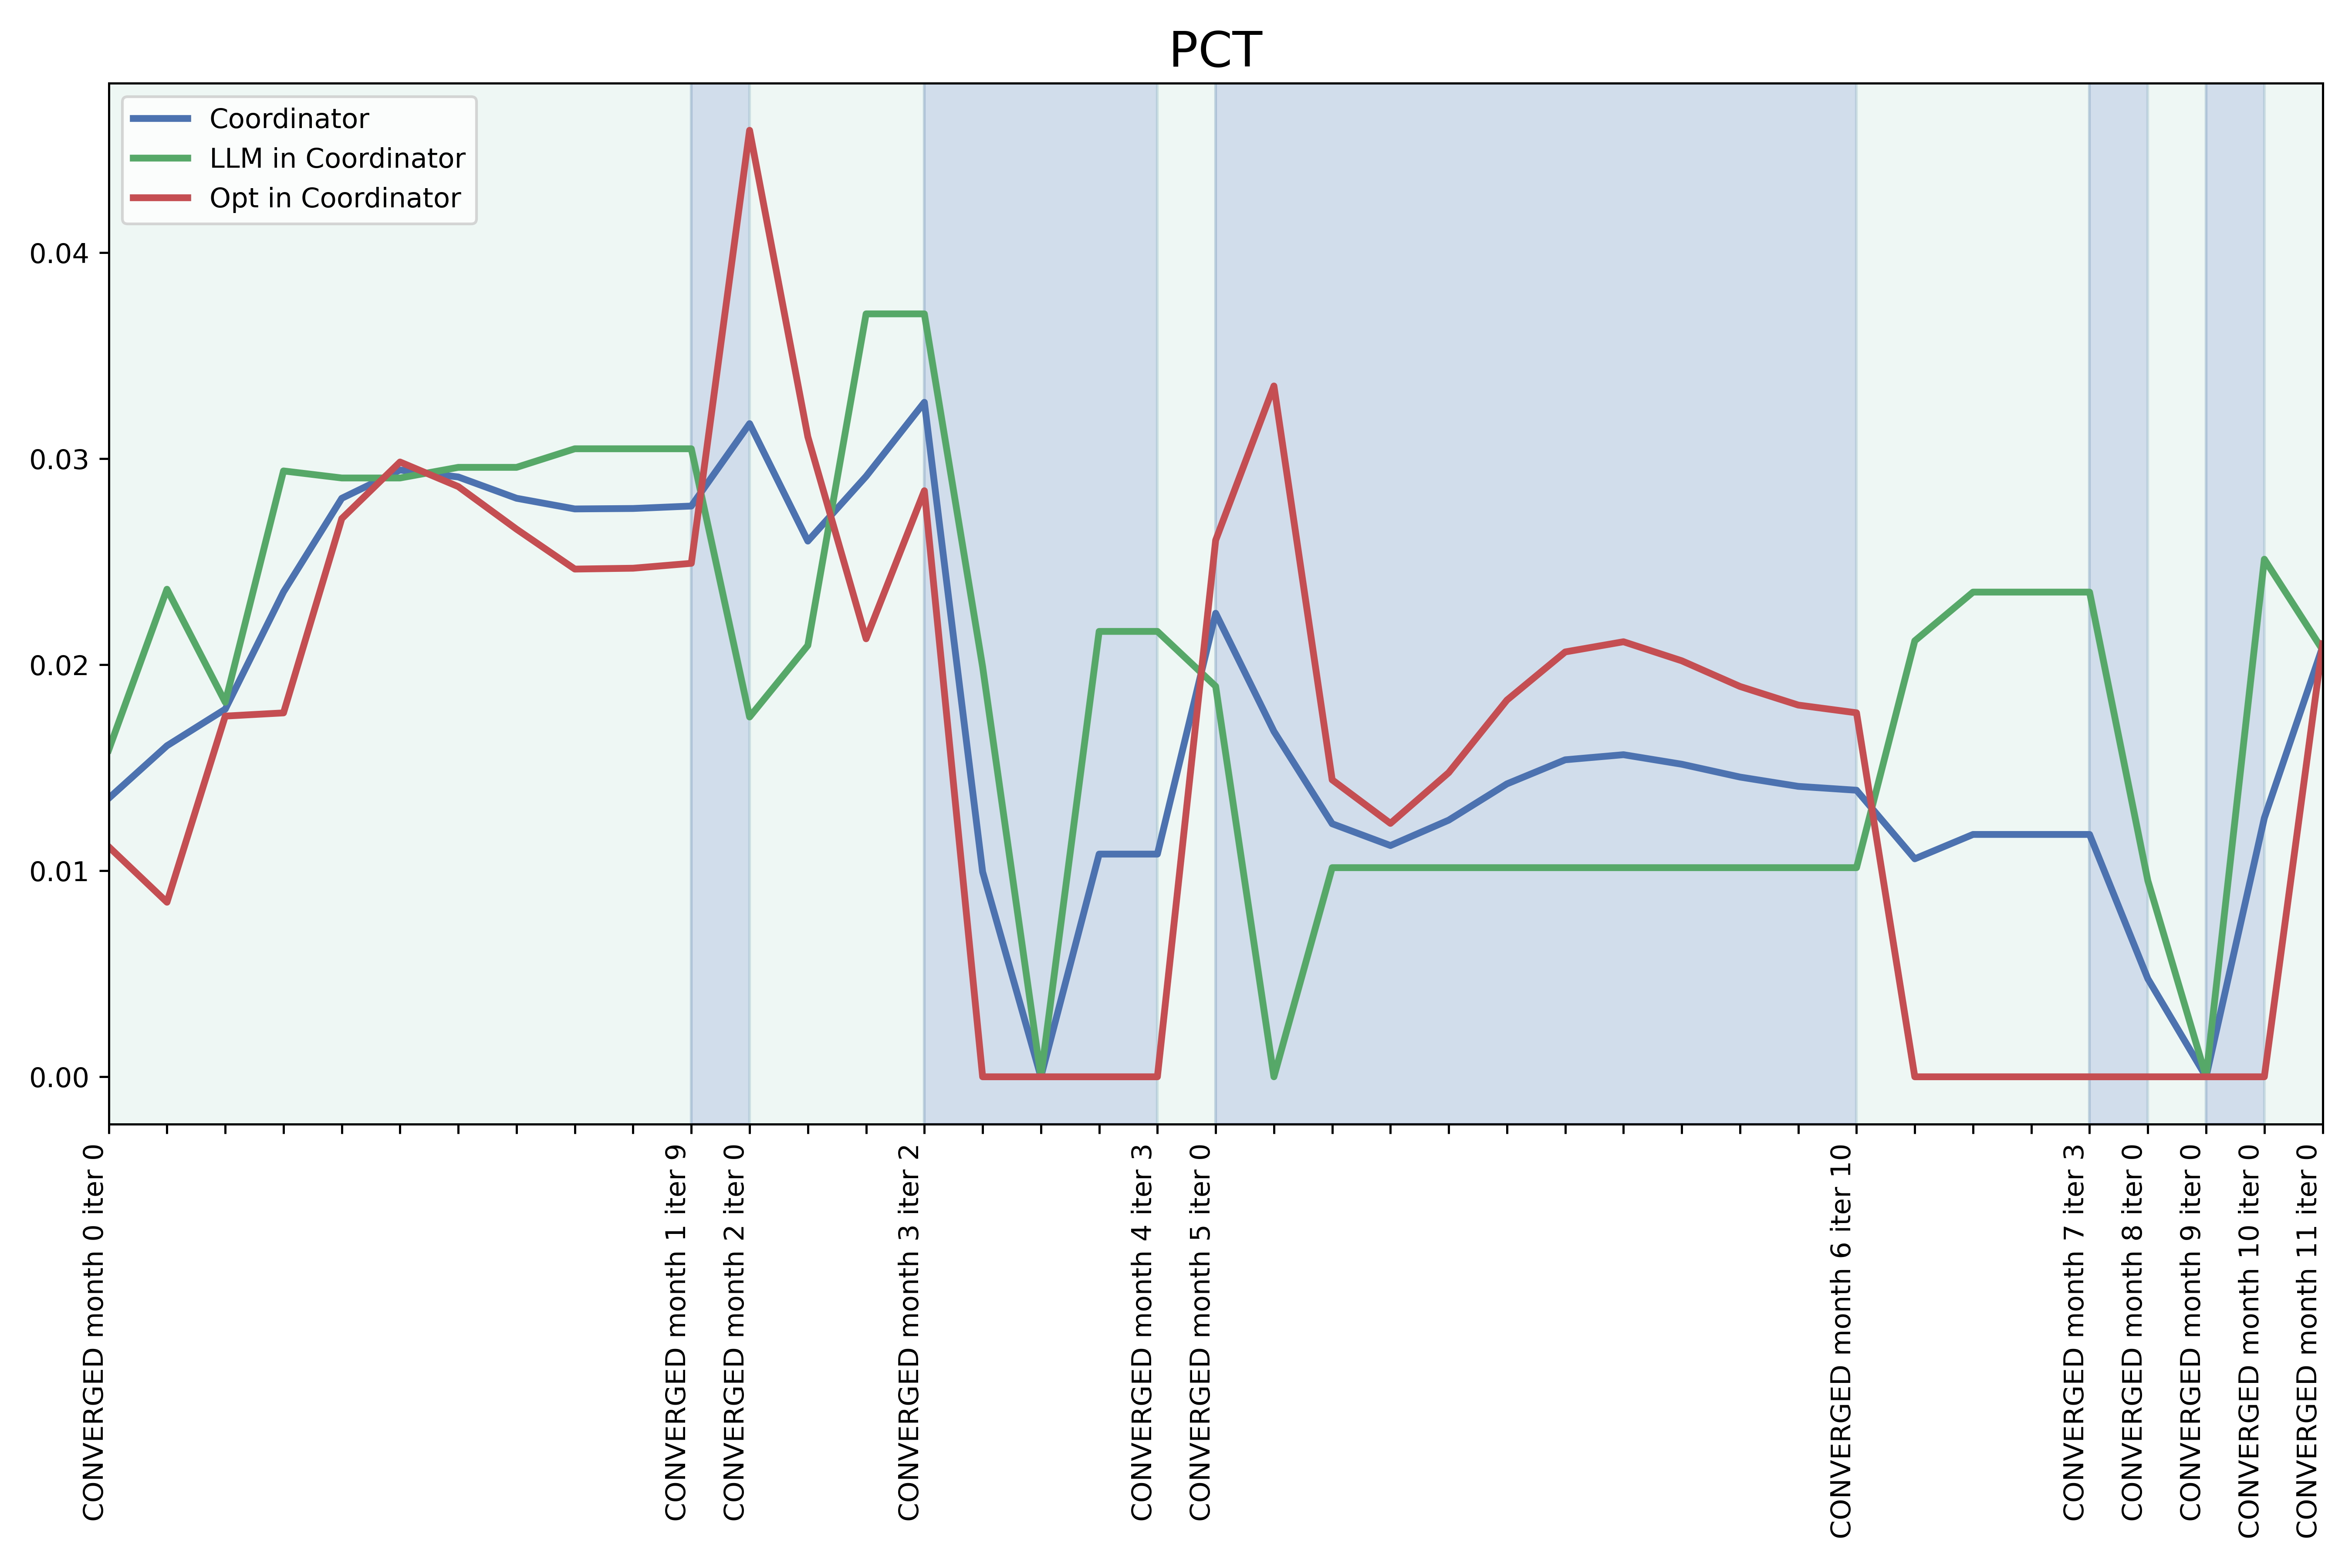 PCT
Coordinator
LLM in Coordinator
Opt in Coordinator
0.04
0.03
0.02
0.01
0.00
CONVERGED month 0 iter 0
CONVERGED month 1 iter 9
CONVERGED month 2 iter 0
CONVERGED month 3 iter 2
CONVERGED month 4 iter 3
CONVERGED month 5 iter 0
CONVERGED month 6 iter 10
CONVERGED month 7 iter 3
CONVERGED month 8 iter 0
CONVERGED month 9 iter 0
CONVERGED month 10 iter 0
CONVERGED month 11 iter 0